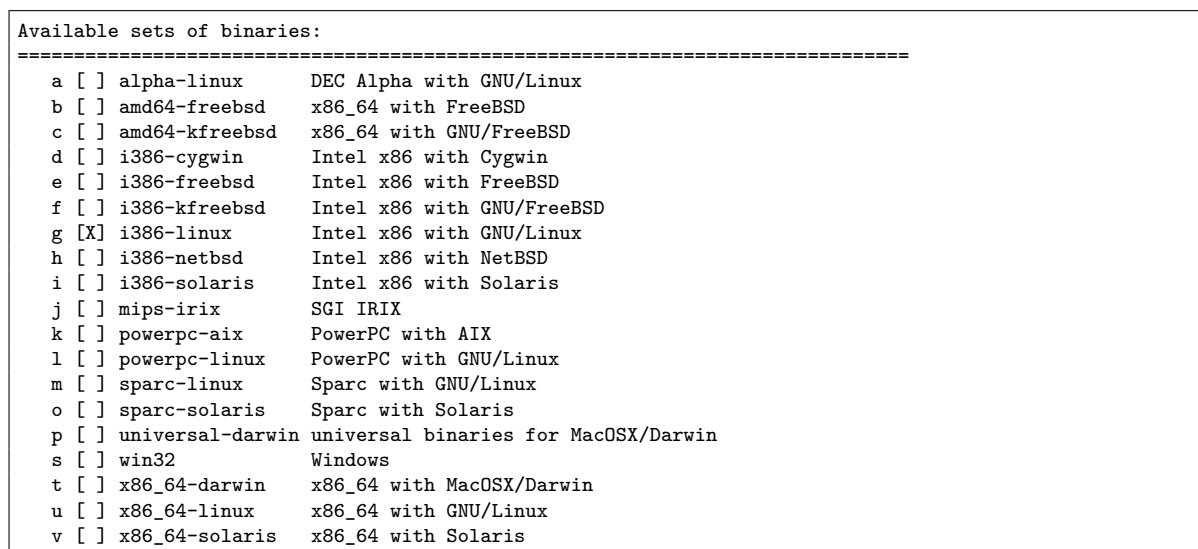 Available sets of binaries:
===============================================================================
   a [ ] alpha-linux      DEC Alpha with GNU/Linux
   b [ ] amd64-freebsd    x86_64 with FreeBSD
   c [ ] amd64-kfreebsd   x86_64 with GNU/FreeBSD
   d [ ] i386-cygwin      Intel x86 with Cygwin
   e [ ] i386-freebsd     Intel x86 with FreeBSD
   f [ ] i386-kfreebsd    Intel x86 with GNU/FreeBSD
   g [X] i386-linux       Intel x86 with GNU/Linux
   h [ ] i386-netbsd      Intel x86 with NetBSD
   i [ ] i386-solaris     Intel x86 with Solaris
   j [ ] mips-irix        SGI IRIX
   k [ ] powerpc-aix      PowerPC with AIX
   l [ ] powerpc-linux    PowerPC with GNU/Linux
   m [ ] sparc-linux      Sparc with GNU/Linux
   o [ ] sparc-solaris    Sparc with Solaris
   p [ ] universal-darwin universal binaries for MacOSX/Darwin
   s [ ] win32            Windows
   t [ ] x86_64-darwin    x86_64 with MacOSX/Darwin
   u [ ] x86_64-linux     x86_64 with GNU/Linux
   v [ ] x86_64-solaris   x86_64 with Solaris